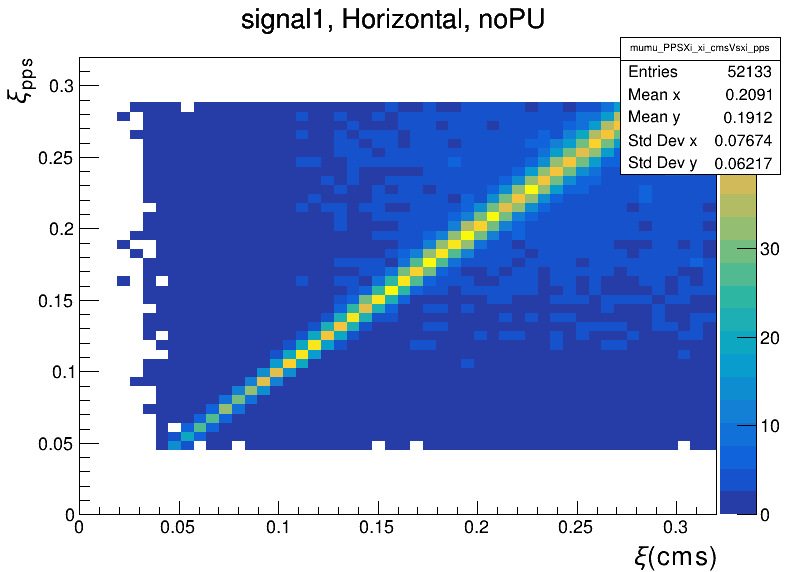 signal1, Horizontal, noPU
mumu_PPSXi_xi_cmsVsxi_pps
Entries 52133
Mean x 0.2091
Mean y 0.1912
Std Dev x 0.07674
Std Dev y 0.06217
ξpps
0.3
0.25
0.2
0.15
0.1
0.05
0
0 0.05 0.1 0.15 0.2 0.25 0.3
ξ(cms)
30
20
10
0